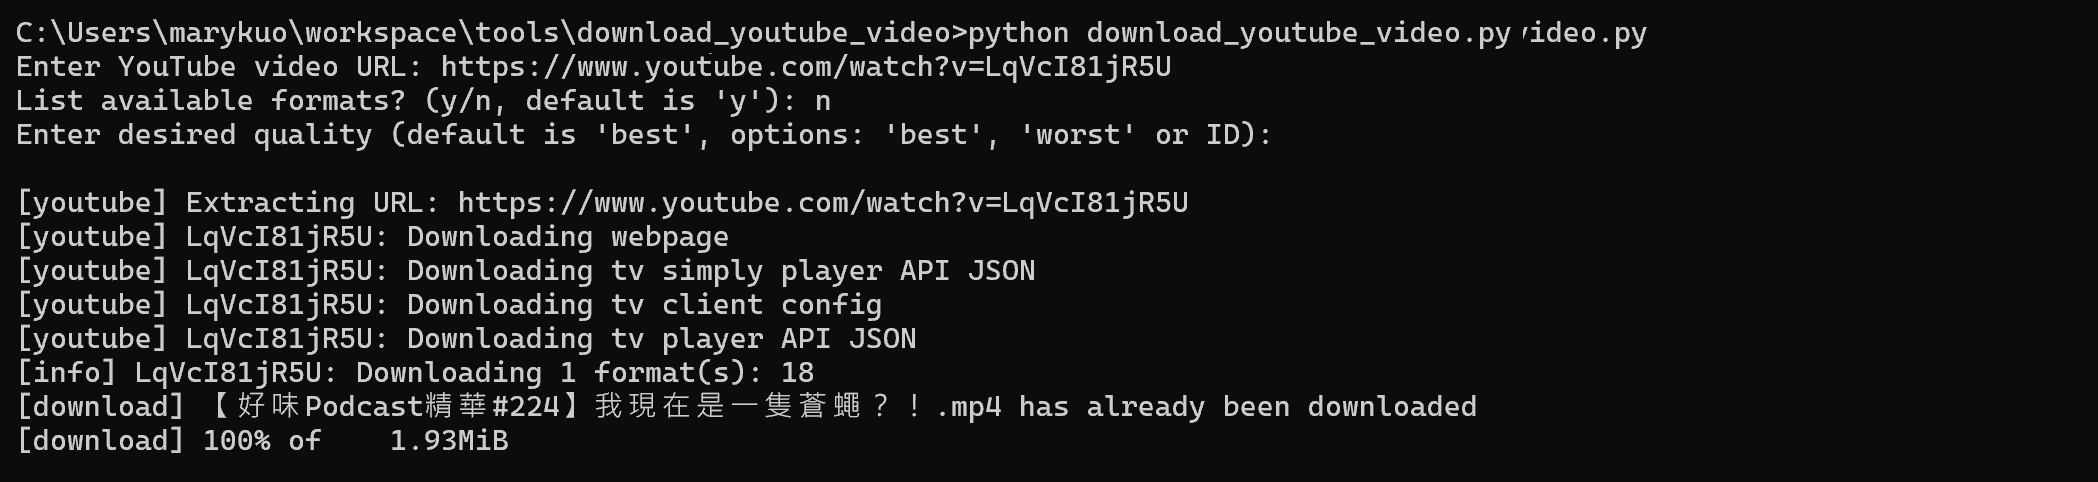 C:\Users\marykuo\workspace\tools\download_youtube_video>python download_youtube_video.py video.py
Enter YouTube video URL: https://www.youtube.com/watch?v=LqVcI81jR5U
List available formats? (y/n, default is 'y'): n
Enter desired quality (default is 'best', options: 'best', 'worst' or ID):
[youtube] Extracting URL: https://www.youtube.com/watch?v=LqVcI81jR5U
[youtube] LqVcI81jR5U: Downloading webpage
[youtube] LqVcI81jR5U: Downloading tv simply player API JSON
[youtube] LqVcI81jR5U: Downloading tv client config
[youtube] LqVcI81jR5U: Downloading tv player API JSON
[info] LqVcI81jR5U: Downloading 1 format(s): 18
[download] 【好味Podcast精華#224】我現在是一隻蒼蠅？！.mp4 has already been downloaded
[download] 100% of    1.93MiB